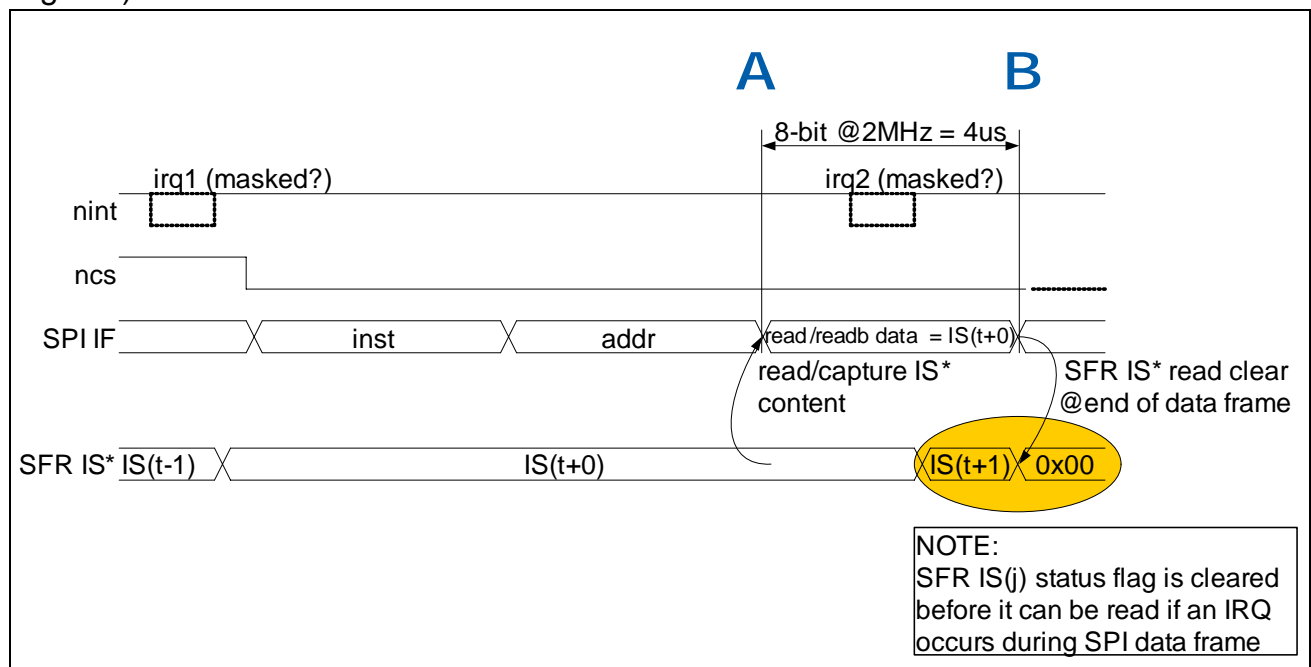 A B
8-bit @2MHz = 4us
irq1 (masked?) irq2 (masked?)
nint
ncs
SPI IF inst addr read/readb data = IS(t+0)
read/capture IS*
content
SFR IS* read clear
@end of data frame
SFR IS* IS(t-1) IS(t+0) IS(t+1) 0x00
NOTE:
SFR IS(j) status flag is cleared
before it can be read if an IRQ
occurs during SPI data frame